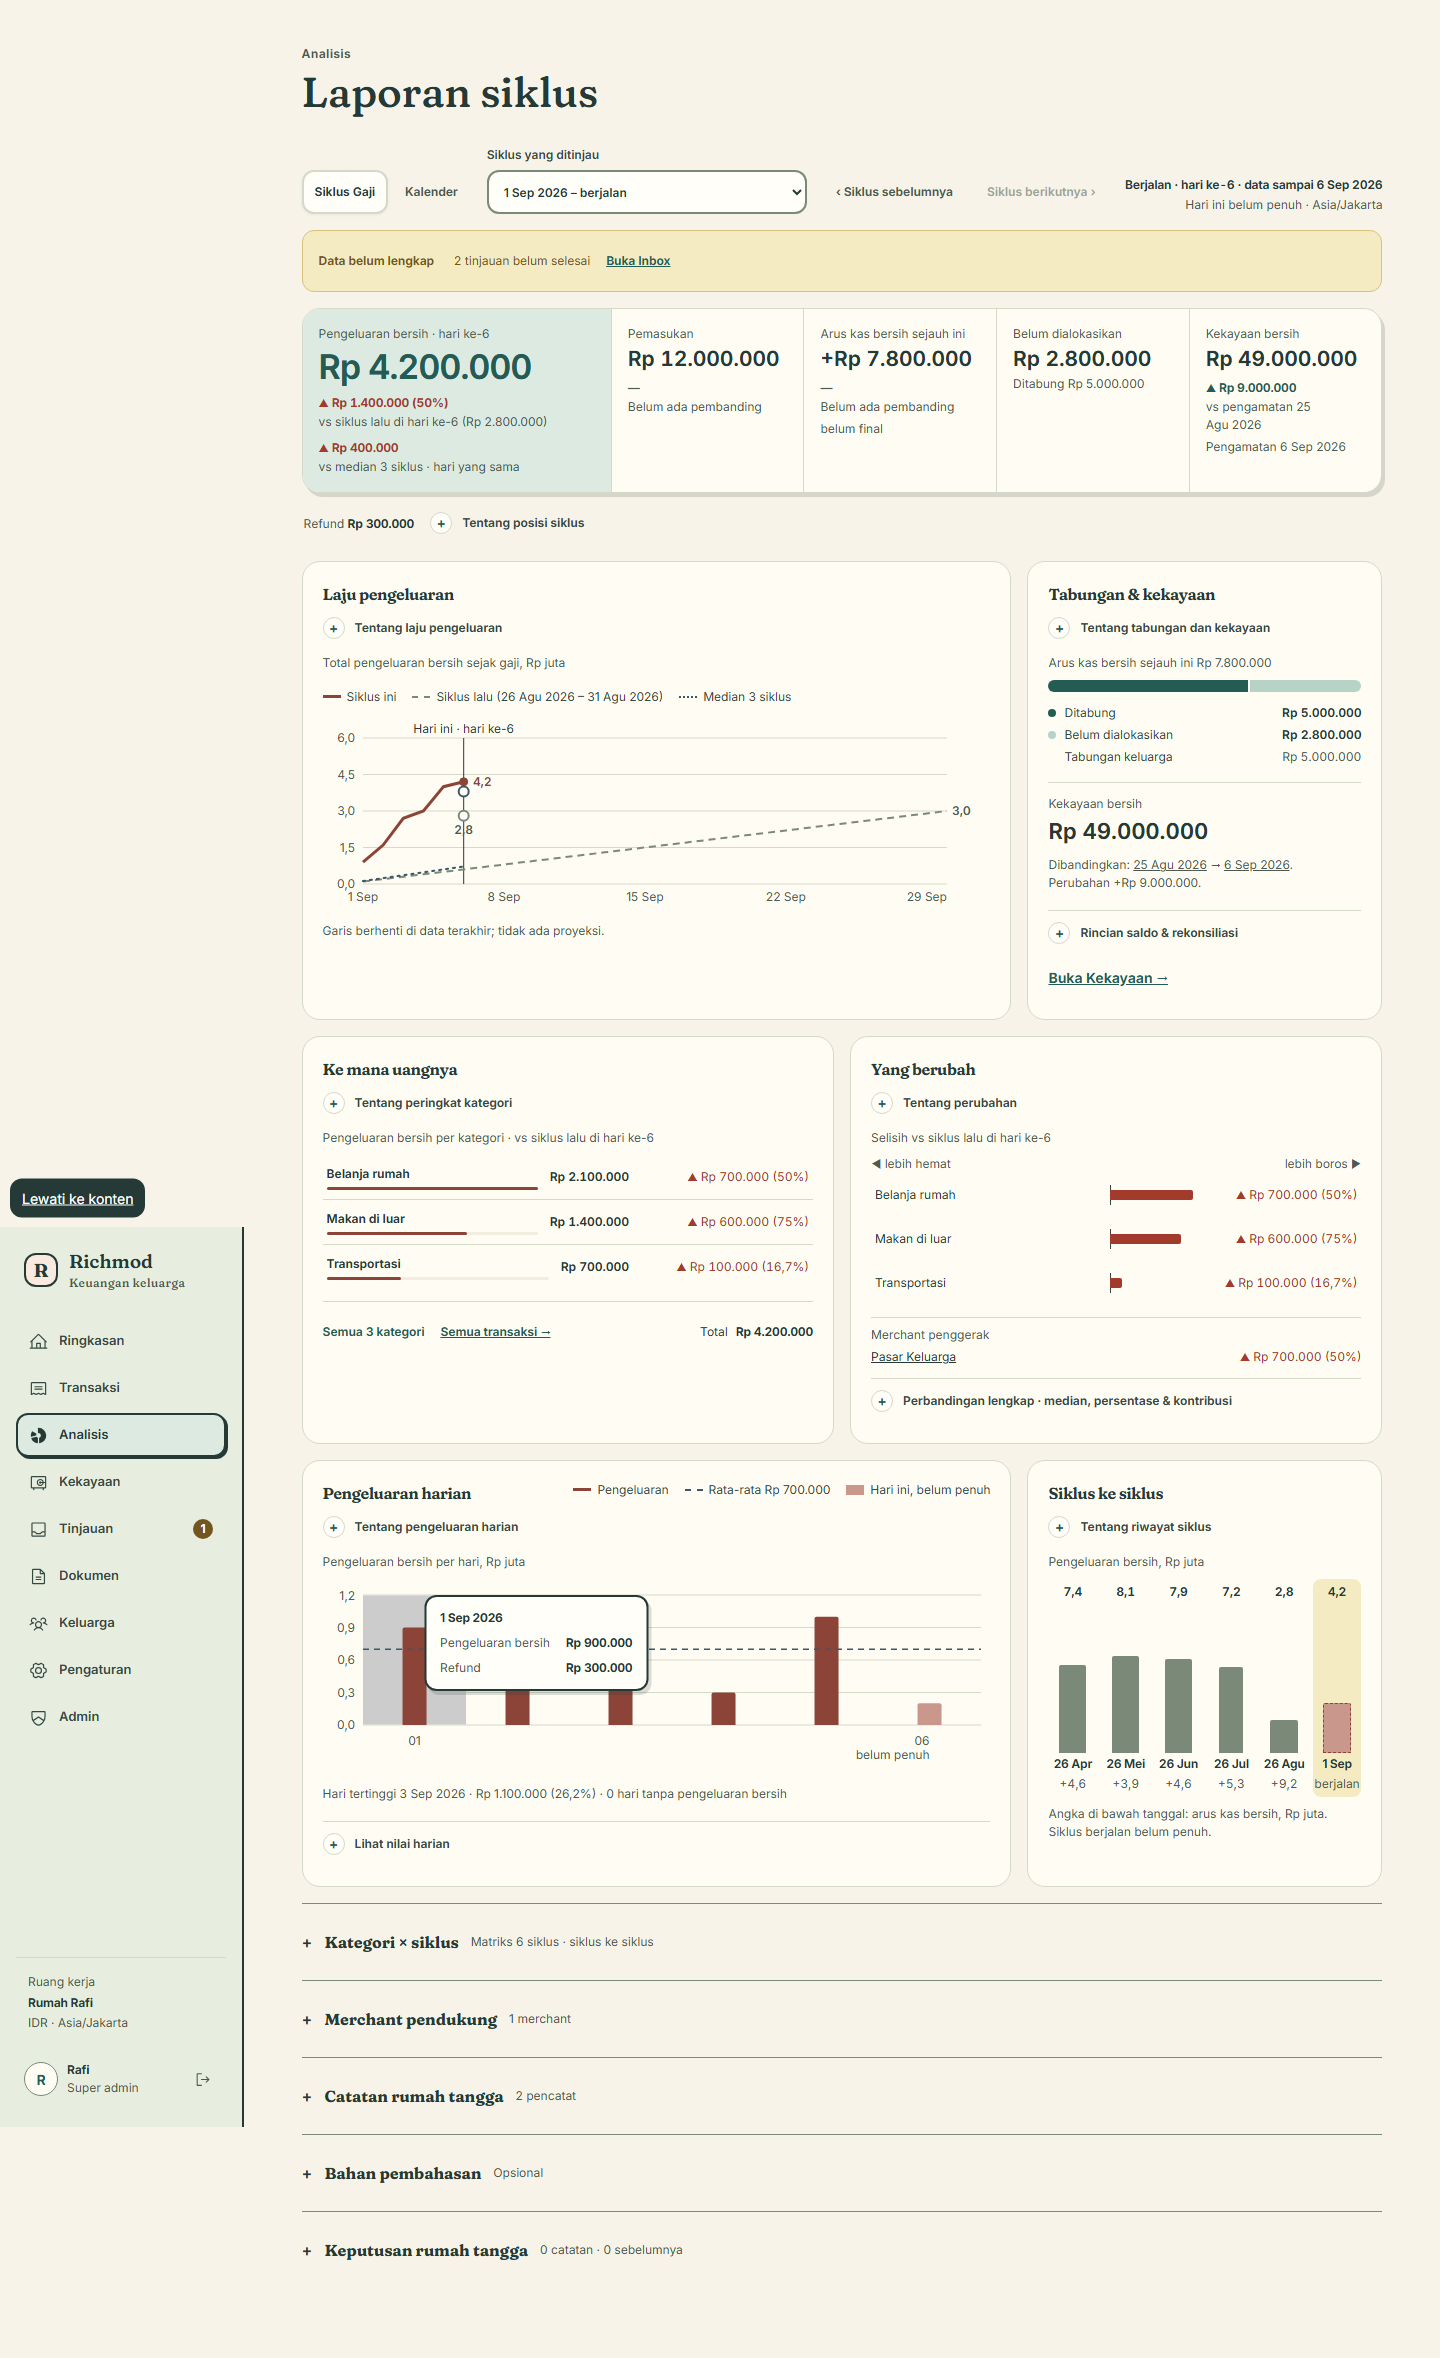 Analisis
Laporan siklus
Siklus yang ditinjau
Siklus Gaji
Kalender
1 Sep 2026 – berjalan
‹ Siklus sebelumnya
Siklus berikutnya ›
Berjalan · hari ke-6 · data sampai 6 Sep 2026
Hari ini belum penuh · Asia/Jakarta
Data belum lengkap
2 tinjauan belum selesai
Buka Inbox
Pengeluaran bersih · hari ke-6
Rp 4.200.000
▲ Rp 1.400.000 (50%)
vs siklus lalu di hari ke-6 (Rp 2.800.000)
▲ Rp 400.000
vs median 3 siklus · hari yang sama
Pemasukan
Rp 12.000.000
—
Belum ada pembanding
Arus kas bersih sejauh ini
+Rp 7.800.000
—
Belum ada pembanding
belum final
Belum dialokasikan
Rp 2.800.000
Ditabung Rp 5.000.000
Kekayaan bersih
Rp 49.000.000
▲ Rp 9.000.000
vs pengamatan 25
Agu 2026
Pengamatan 6 Sep 2026
Refund Rp 300.000
+ Tentang posisi siklus
Laju pengeluaran
+ Tentang laju pengeluaran
Total pengeluaran bersih sejak gaji, Rp juta
Siklus ini
Siklus lalu (26 Agu 2026 – 31 Agu 2026)
Median 3 siklus
Hari ini · hari ke-6
6,0
4,5
3,0
1,5
0,0
4,2
2,8
3,0
1 Sep
8 Sep
15 Sep
22 Sep
29 Sep
Garis berhenti di data terakhir; tidak ada proyeksi.
Tabungan & kekayaan
+ Tentang tabungan dan kekayaan
Arus kas bersih sejauh ini Rp 7.800.000
Ditabung Rp 5.000.000
Belum dialokasikan Rp 2.800.000
Tabungan keluarga Rp 5.000.000
Kekayaan bersih
Rp 49.000.000
Dibandingkan: 25 Agu 2026 → 6 Sep 2026.
Perubahan +Rp 9.000.000.
+ Rincian saldo & rekonsiliasi
Buka Kekayaan →
Ke mana uangnya
+ Tentang peringkat kategori
Pengeluaran bersih per kategori · vs siklus lalu di hari ke-6
Belanja rumah Rp 2.100.000 ▲ Rp 700.000 (50%)
Makan di luar Rp 1.400.000 ▲ Rp 600.000 (75%)
Transportasi Rp 700.000 ▲ Rp 100.000 (16,7%)
Semua 3 kategori
Semua transaksi →
Total Rp 4.200.000
Yang berubah
+ Tentang perubahan
Selisih vs siklus lalu di hari ke-6
◀ lebih hemat
lebih boros ▶
Belanja rumah ▲ Rp 700.000 (50%)
Makan di luar ▲ Rp 600.000 (75%)
Transportasi ▲ Rp 100.000 (16,7%)
Merchant penggerak
Pasar Keluarga ▲ Rp 700.000 (50%)
+ Perbandingan lengkap · median, persentase & kontribusi
Lewati ke konten
R
Richmod
Keuangan keluarga
Ringkasan
Transaksi
Analisis
Kekayaan
Tinjauan 1
Dokumen
Keluarga
Pengaturan
Admin
Ruang kerja
Rumah Rafi
IDR · Asia/Jakarta
R
Rafi
Super admin
Pengeluaran harian
Pengeluaran
Rata-rata Rp 700.000
Hari ini, belum penuh
+ Tentang pengeluaran harian
Pengeluaran bersih per hari, Rp juta
1,2
0,9
0,6
0,3
0,0
1 Sep 2026
Pengeluaran bersih Rp 900.000
Refund Rp 300.000
01
06
belum penuh
Hari tertinggi 3 Sep 2026 · Rp 1.100.000 (26,2%) · 0 hari tanpa pengeluaran bersih
+ Lihat nilai harian
Siklus ke siklus
+ Tentang riwayat siklus
Pengeluaran bersih, Rp juta
7,4 8,1 7,9 7,2 2,8 4,2
26 Apr 26 Mei 26 Jun 26 Jul 26 Agu 1 Sep
+4,6 +3,9 +4,6 +5,3 +9,2 berjalan
Angka di bawah tanggal: arus kas bersih, Rp juta.
Siklus berjalan belum penuh.
+ Kategori × siklus Matriks 6 siklus · siklus ke siklus
+ Merchant pendukung 1 merchant
+ Catatan rumah tangga 2 pencatat
+ Bahan pembahasan Opsional
+ Keputusan rumah tangga 0 catatan · 0 sebelumnya